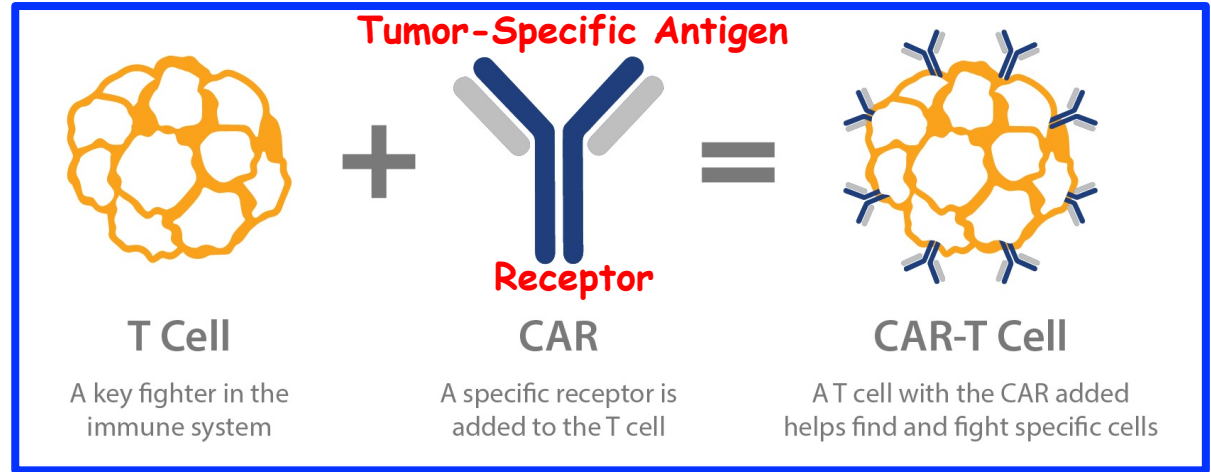 Tumor-Specific Antigen
Receptor
T Cell
A key fighter in the
immune system
CAR
A specific receptor is
added to the T cell
CAR-T Cell
A T cell with the CAR added
helps find and fight specific cells